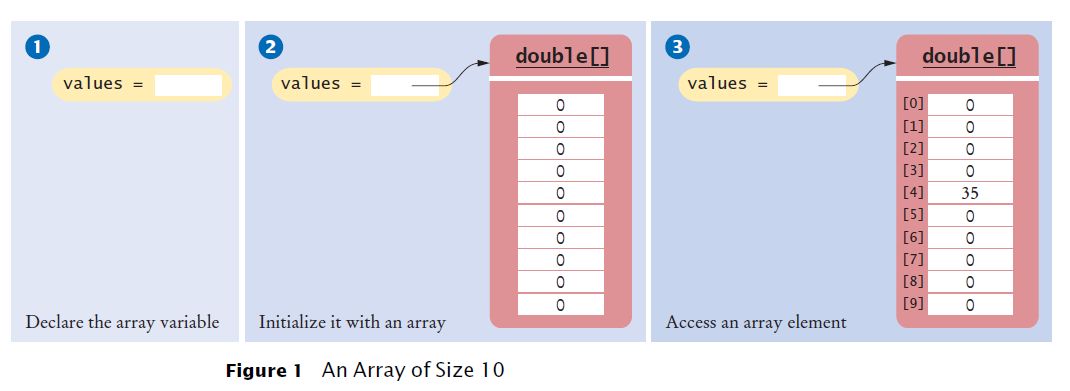 1
values =
Declare the array variable
2
values =
double[]
0
0
0
0
0
0
0
0
0
0
Initialize it with an array
3
values =
double[]
[0] 0
[1] 0
[2] 0
[3] 0
[4] 35
[5] 0
[6] 0
[7] 0
[8] 0
[9] 0
Access an array element
Figure 1 An Array of Size 10